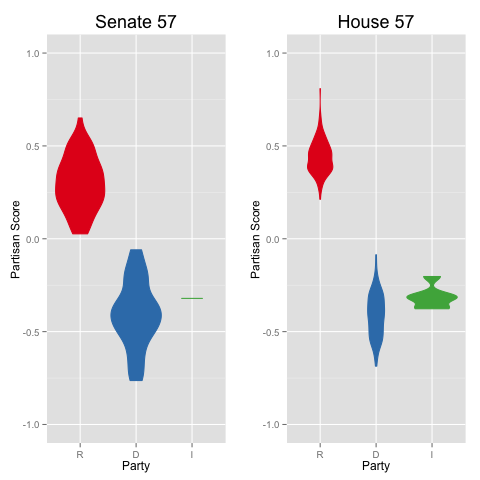 Senate 57
1.0
0.5
0.0
-0.5
-1.0
Partisan Score
R D I
Party
House 57
1.0
0.5
0.0
-0.5
-1.0
Partisan Score
R D I
Party